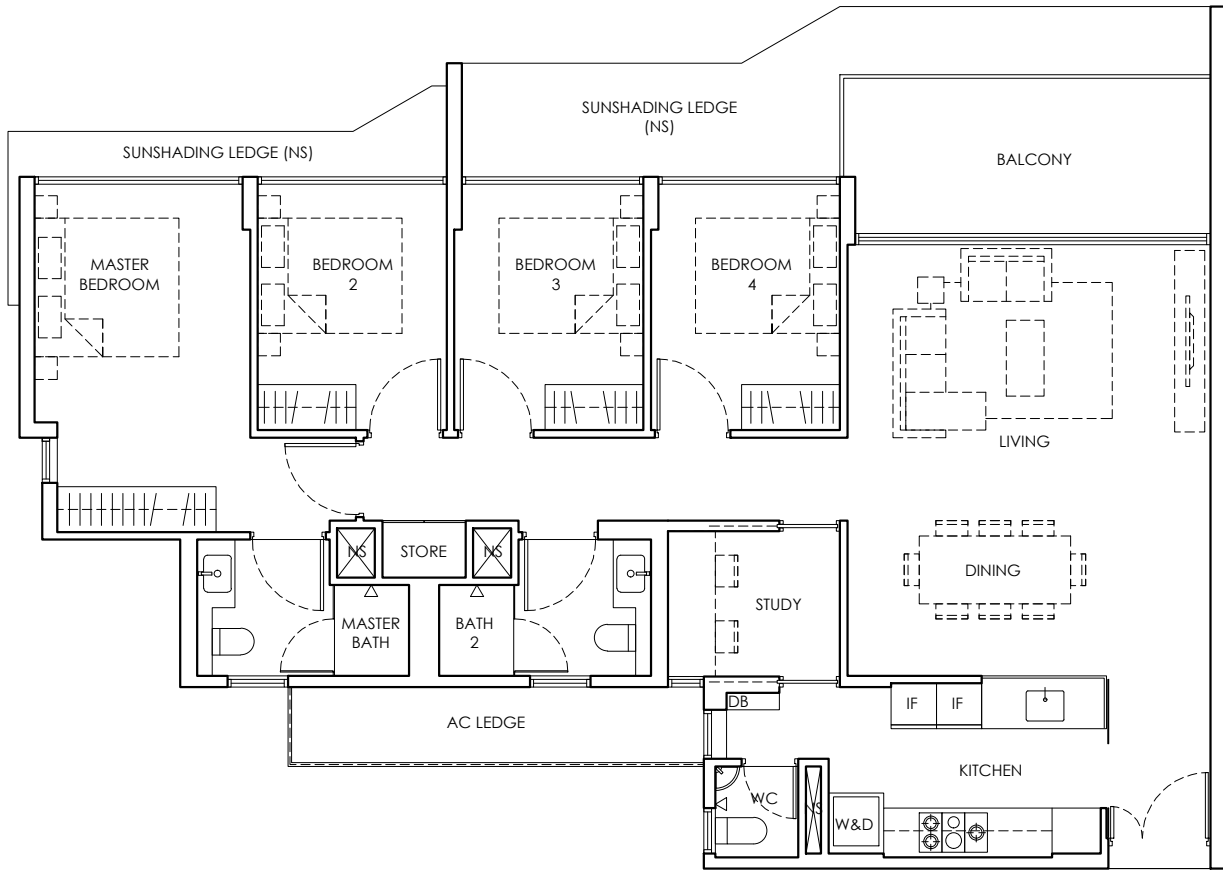 SUNSHADING LEDGE
(NS)
SUNSHADING LEDGE (NS)
BALCONY
MASTER
BEDROOM
BEDROOM
2
BEDROOM
3
BEDROOM
4
LIVING
NS
STORE
NS
DINING
STUDY
MASTER
BATH
BATH
2
DB
IF
IF
AC LEDGE
KITCHEN
WC
NS
W&D